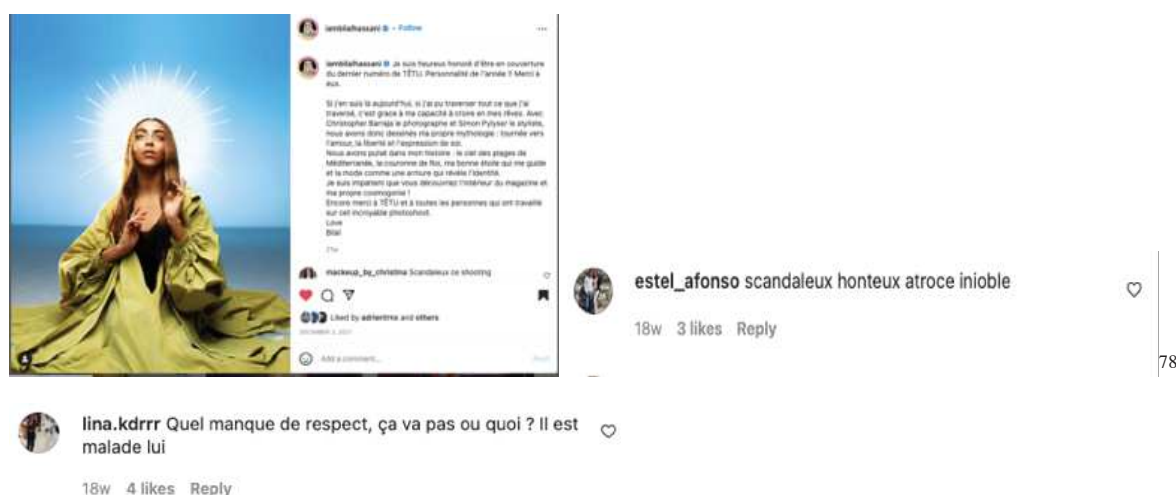 iambilalhassani • Follow
iambilalhassani Je suis heureux honoré d'être en couverture
du dernier numéro de TÊTU. Personnalité de l'année ? Merci à
eux.
Si j'en suis là aujourd'hui, si j'ai pu traverser tout ce que j'ai
traversé, c'est grace à ma capacité à croire en mes rêves. Avec
Christopher Barraja le photographe et Simon Pylyser le styliste,
nous avons donc dessinés ma propre mythologie : tournée vers
l'amour, la liberté et l'expression de soi.
Nous avons puisé dans mon histoire : le ciel des plages de
Méditerranée, la couronne de Roi, ma bonne étoile qui me guide
et la mode comme une armure qui révèle l'identité.
Je suis impatient que vous découvriez l'intérieur du magazine et
ma propre cosmogonie !
Encore merci à TÊTU et à toutes les personnes qui ont travaillé
sur cet incroyable photoshoot.
Love
Bilal
mackeup_by_christina Scandaleux ce shooting
Liked by adrientrnx and others
DECEMBER 2, 2021
Add a comment...
Post
estel_afonso scandaleux honteux atroce inioble
18w 3 likes Reply
78
lina.kdrrr Quel manque de respect, ça va pas ou quoi ? Il est
malade lui
18w 4 likes Reply